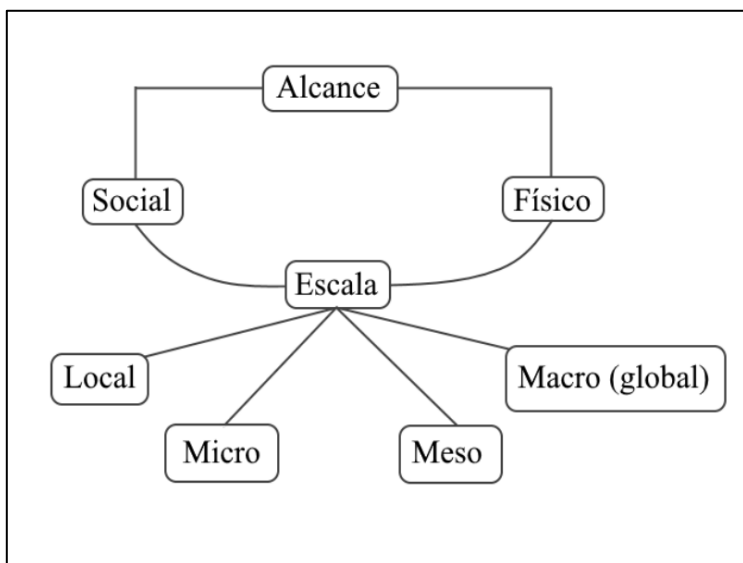 Alcance
Social
Físico
Escala
Local
Macro (global)
Micro
Meso